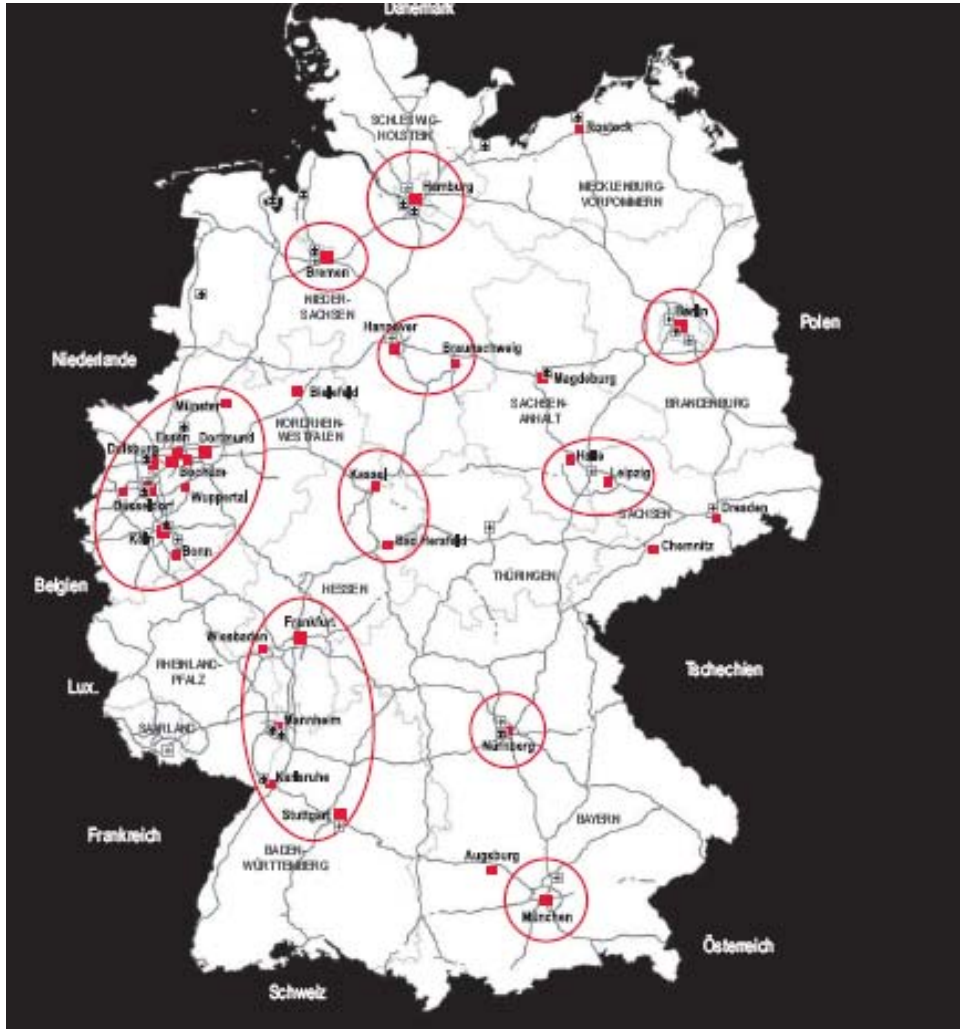 Dänemark
SCHLESWIG-
HOLSTEIN
Rostock
Hamburg
MECKLENBURG-
VORPOMMERN
Bremen
NIEDER-
SACHSEN
Hannover
Berlin
Polen
Braunschweig
Niederlande
Magdeburg
Bielefeld
Münster
SACHSEN-
ANHALT
BRANDENBURG
NORDRHEIN-
WESTFALEN
Essen
Dortmund
Duisburg
Bochum
Halle
Kassel
Leipzig
Wuppertal
Düsseldorf
Dresden
SACHSEN
Köln
Bad Hersfeld
Chemnitz
Bonn
THÜRINGEN
Belgien
HESSEN
Frankfurt
Wiesbaden
RHEINLAND-
PFALZ
Tschechien
Lux.
Mannheim
SAARLAND
Nürnberg
Karlsruhe
Stuttgart
BAYERN
Frankreich
BADEN-
WÜRTTEMBERG
Augsburg
München
Österreich
Schweiz